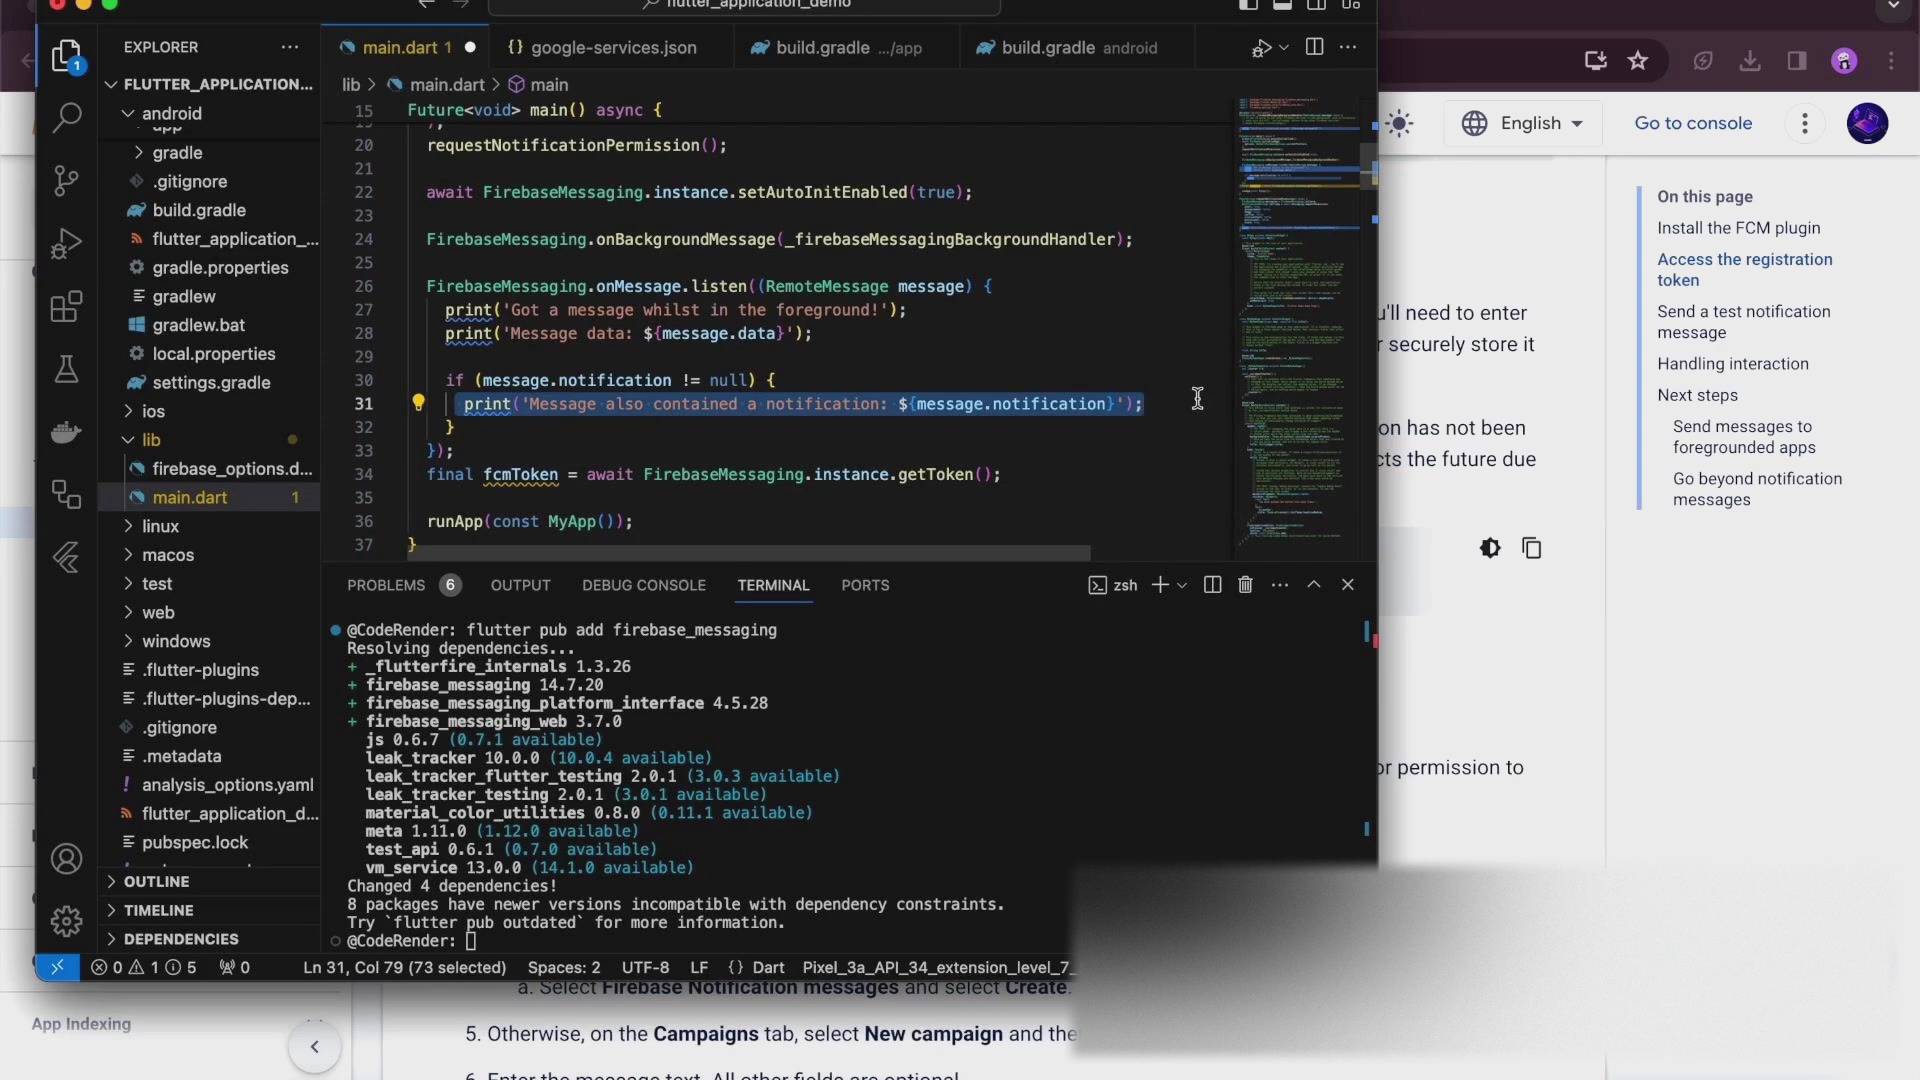 flutter_application_demo
EXPLORER
FLUTTER_APPLICATION...
android
app
gradle
.gitignore
build.gradle
flutter_application_...
gradle.properties
gradlew
gradlew.bat
local.properties
settings.gradle
ios
lib
firebase_options.d...
main.dart 1
linux
macos
test
web
windows
.flutter-plugins
.flutter-plugins-dep...
.gitignore
.metadata
analysis_options.yaml
flutter_application_d...
pubspec.lock
OUTLINE
TIMELINE
DEPENDENCIES
1
main.dart 1
{} google-services.json
build.gradle .../app
build.gradle android
lib > main.dart > main
15 Future<void> main() async {
20 requestNotificationPermission();
21
22 await FirebaseMessaging.instance.setAutoInitEnabled(true);
23
24 FirebaseMessaging.onBackgroundMessage(_firebaseMessagingBackgroundHandler);
25
26 FirebaseMessaging.onMessage.listen((RemoteMessage message) {
27 print('Got a message whilst in the foreground!');
28 print('Message data: ${message.data}');
29
30 if (message.notification != null) {
31 print('Message also contained a notification: ${message.notification}');
32 }
33 });
34 final fcmToken = await FirebaseMessaging.instance.getToken();
35
36 runApp(const MyApp());
37 }
PROBLEMS 6 OUTPUT DEBUG CONSOLE TERMINAL PORTS
zsh
@CodeRender: flutter pub add firebase_messaging
Resolving dependencies...
+ _flutterfire_internals 1.3.26
+ firebase_messaging 14.7.20
+ firebase_messaging_platform_interface 4.5.28
+ firebase_messaging_web 3.7.0
js 0.6.7 (0.7.1 available)
leak_tracker 10.0.0 (10.0.4 available)
leak_tracker_flutter_testing 2.0.1 (3.0.3 available)
leak_tracker_testing 2.0.1 (3.0.1 available)
material_color_utilities 0.8.0 (0.11.1 available)
meta 1.11.0 (1.12.0 available)
test_api 0.6.1 (0.7.0 available)
vm_service 13.0.0 (14.1.0 available)
Changed 4 dependencies!
8 packages have newer versions incompatible with dependency constraints.
Try `flutter pub outdated` for more information.
@CodeRender:
0 1 5 0 Ln 31, Col 79 (73 selected) Spaces: 2 UTF-8 LF {} Dart Pixel_3a_API_34_extension_level_7_
English
Go to console
On this page
Install the FCM plugin
Access the registration
token
Send a test notification
message
Handling interaction
Next steps
Send messages to
foregrounded apps
Go beyond notification
messages
u'll need to enter
r securely store it
on has not been
cts the future due
or permission to
App Indexing
a. Select Firebase Notification messages and select Create.
5. Otherwise, on the Campaigns tab, select New campaign and the
6. Enter the message text. All other fields are optional.